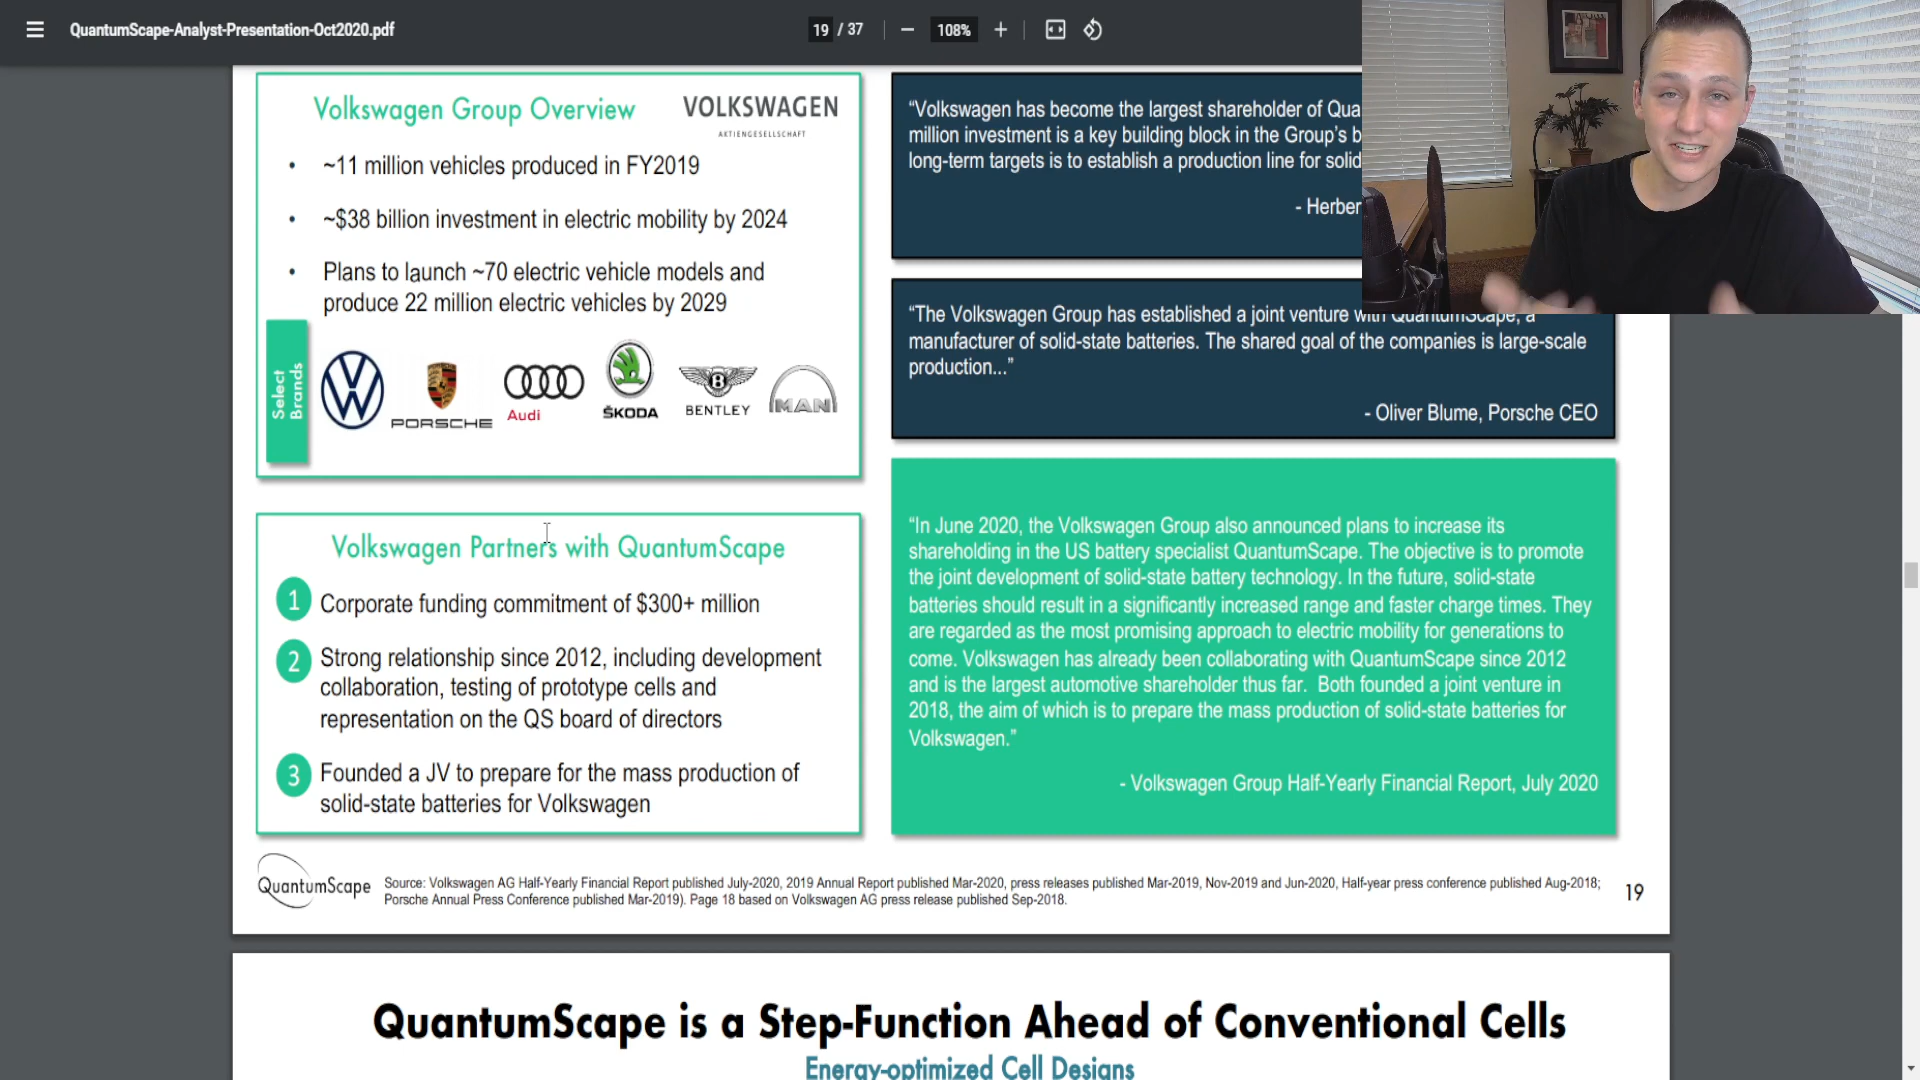 QuantumScape-Analyst-Presentation-Oct2020.pdf
19 / 37
108%
Volkswagen Group Overview
VOLKSWAGEN
AKTIENGESELLSCHAFT
• ~11 million vehicles produced in FY2019
• ~$38 billion investment in electric mobility by 2024
• Plans to launch ~70 electric vehicle models and
produce 22 million electric vehicles by 2029
Select
Brands
PORSCHE
Audi
ŠKODA
B
BENTLEY
MAN
“Volkswagen has become the largest shareholder of Qua
million investment is a key building block in the Group’s b
long-term targets is to establish a production line for solid
- Herber
“The Volkswagen Group has established a joint venture with QuantumScape, a
manufacturer of solid-state batteries. The shared goal of the companies is large-scale
production...”
- Oliver Blume, Porsche CEO
Volkswagen Partners with QuantumScape
1 Corporate funding commitment of $300+ million
2 Strong relationship since 2012, including development
collaboration, testing of prototype cells and
representation on the QS board of directors
3 Founded a JV to prepare for the mass production of
solid-state batteries for Volkswagen
“In June 2020, the Volkswagen Group also announced plans to increase its
shareholding in the US battery specialist QuantumScape. The objective is to promote
the joint development of solid-state battery technology. In the future, solid-state
batteries should result in a significantly increased range and faster charge times. They
are regarded as the most promising approach to electric mobility for generations to
come. Volkswagen has already been collaborating with QuantumScape since 2012
and is the largest automotive shareholder thus far. Both founded a joint venture in
2018, the aim of which is to prepare the mass production of solid-state batteries for
Volkswagen.”
- Volkswagen Group Half-Yearly Financial Report, July 2020
QuantumScape
Source: Volkswagen AG Half-Yearly Financial Report published July-2020, 2019 Annual Report published Mar-2020, press releases published Mar-2019, Nov-2019 and Jun-2020, Half-year press conference published Aug-2018;
Porsche Annual Press Conference published Mar-2019). Page 18 based on Volkswagen AG press release published Sep-2018.
19
QuantumScape is a Step-Function Ahead of Conventional Cells
Energy-optimized Cell Designs